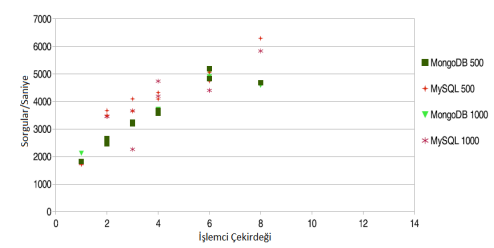 7000
6000
5000
4000
3000
2000
1000
0
Sorgular/Saniye
0 2 4 6 8 10 12 14
İşlemci Çekirdeği
MongoDB 500
MySQL 500
MongoDB 1000
MySQL 1000